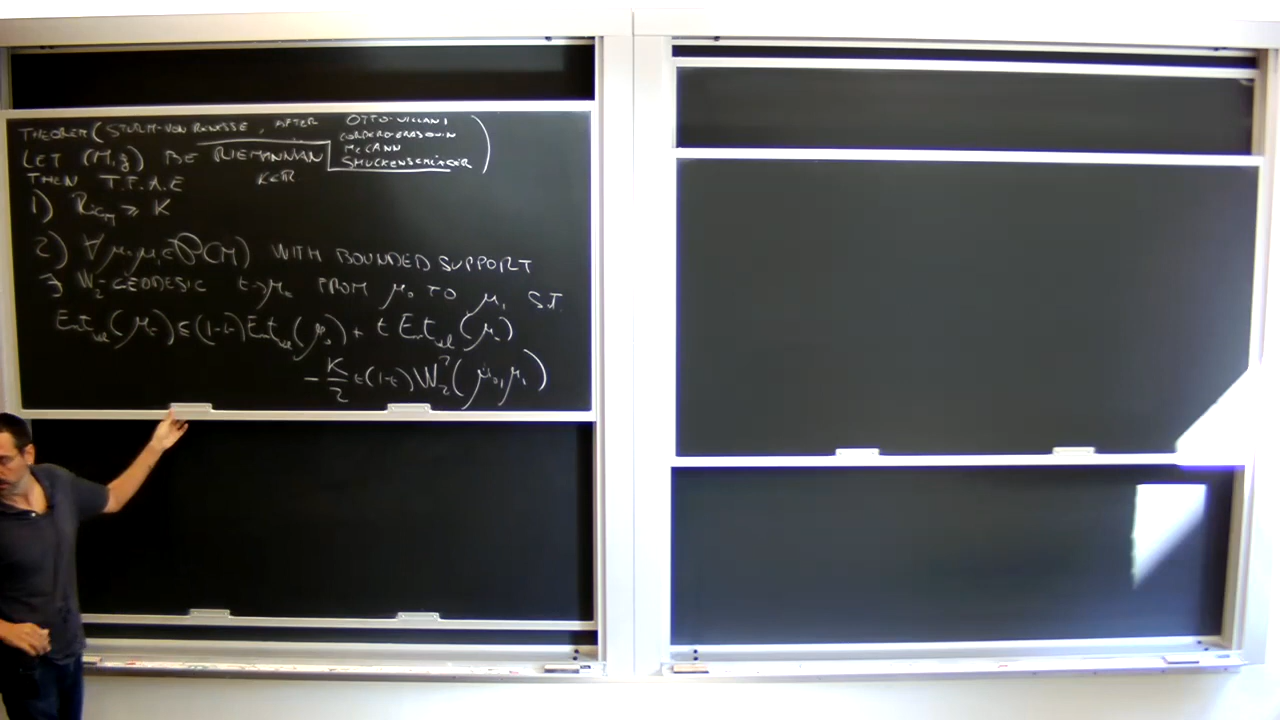 THEOREM (STURM-VON RENESSE, AFTER OTTO-VILLANI
CORDERO-ERAUSQUIN
McCANN
SHMUCKENSCHLÄGER)
LET (M,g) BE RIEMANNIAN
K∈ℝ
THEN T.F.A.E
1) Ric_M ≥ K
2) ∀ μ₀,μ₁∈P(M) WITH BOUNDED SUPPORT
∃ W₂-GEODESIC t→μ_t FROM μ₀ TO μ₁ S.T.
Ent_vol(μ_t) ≤ (1-t)Ent_vol(μ₀) + t Ent_vol(μ₁)
- K/2 t(1-t) W₂²(μ₀,μ₁)